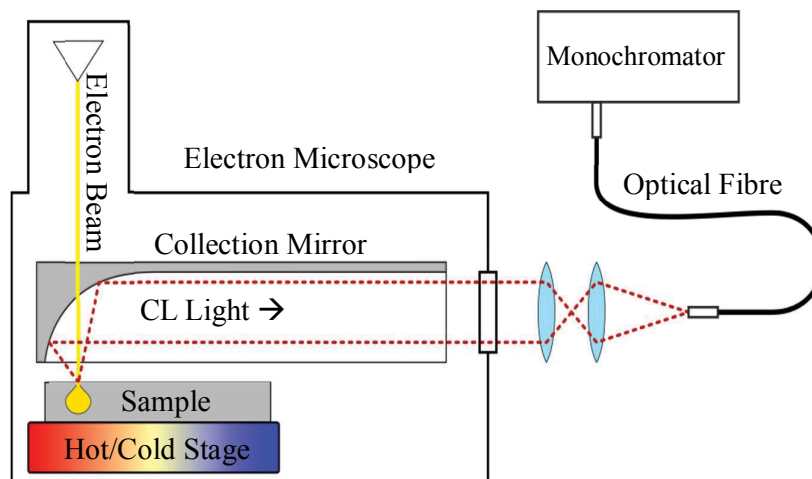 Monochromator
Electron Beam
Electron Microscope
Optical Fibre
Collection Mirror
CL Light →
Sample
Hot/Cold Stage